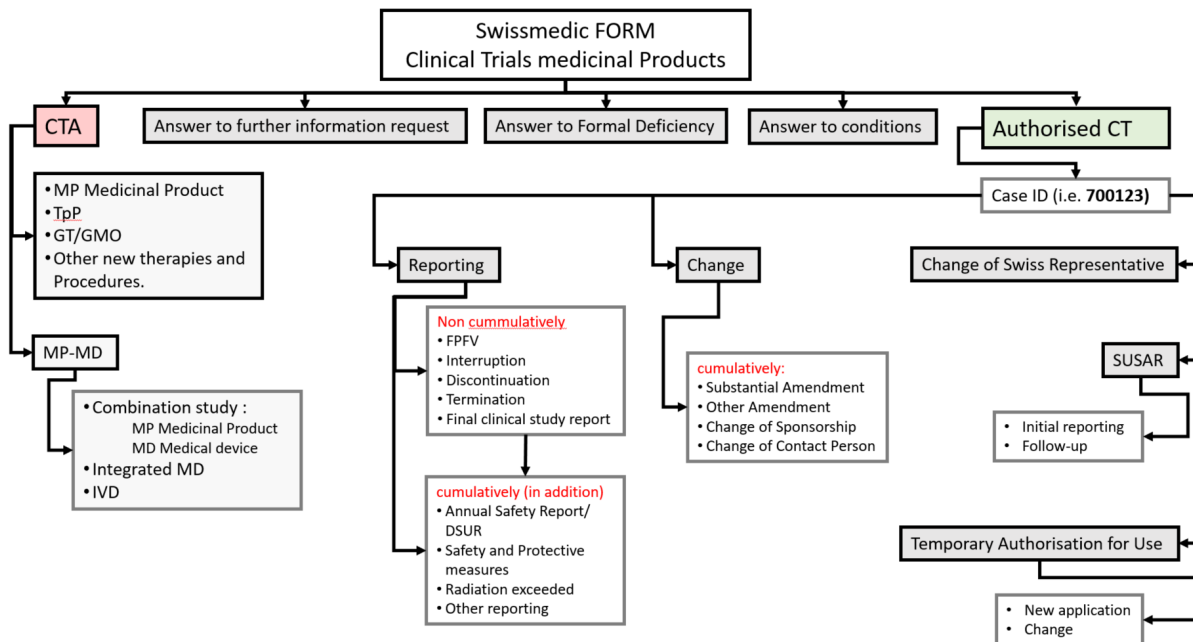 Swissmedic FORM
Clinical Trials medicinal Products
CTA
Answer to further information request
Answer to Formal Deficiency
Answer to conditions
Authorised CT
• MP Medicinal Product
• TpP
• GT/GMO
• Other new therapies and
Procedures.
MP-MD
• Combination study :
MP Medicinal Product
MD Medical device
• Integrated MD
• IVD
Case ID (i.e. 700123)
Reporting
Non cummulatively
• FPFV
• Interruption
• Discontinuation
• Termination
• Final clinical study report
cumulatively (in addition)
• Annual Safety Report/
DSUR
• Safety and Protective
measures
• Radiation exceeded
• Other reporting
Change
cumulatively:
• Substantial Amendment
• Other Amendment
• Change of Sponsorship
• Change of Contact Person
Change of Swiss Representative
SUSAR
• Initial reporting
• Follow-up
Temporary Authorisation for Use
• New application
• Change